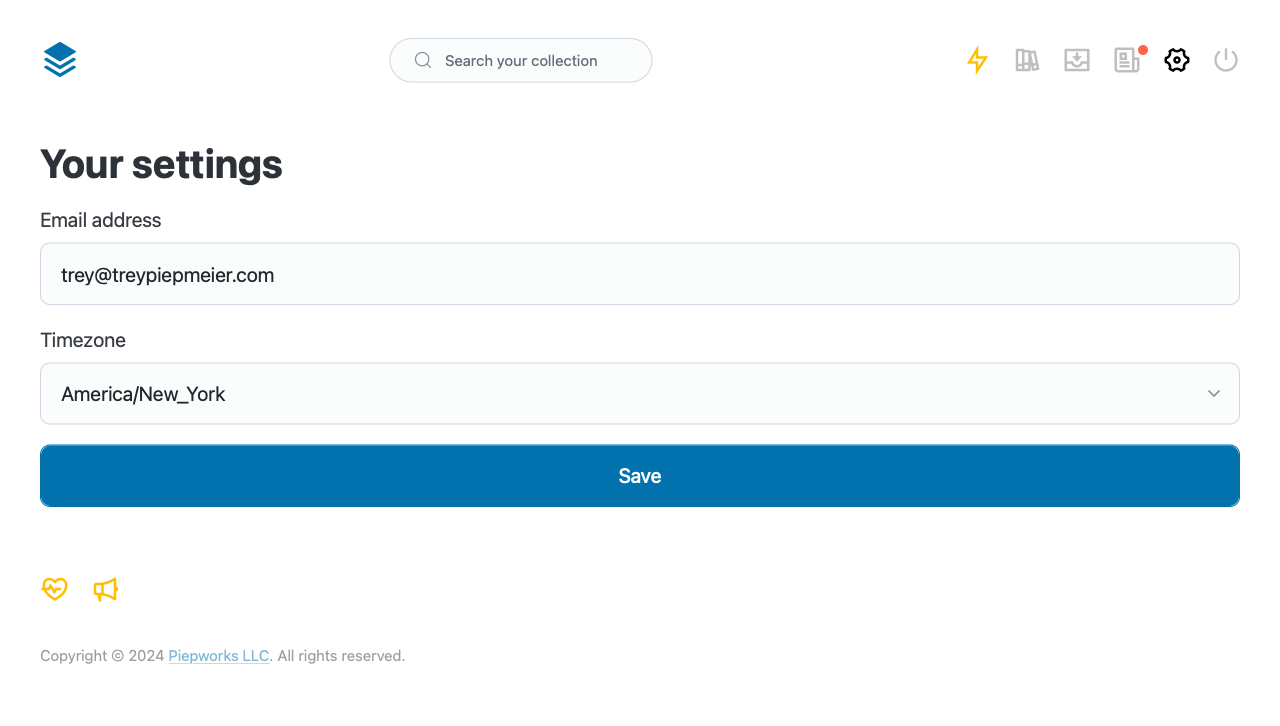 Search your collection
Your settings
Email address
trey@treypiepmeier.com
Timezone
America/New_York
Save
Copyright © 2024 Piepworks LLC. All rights reserved.